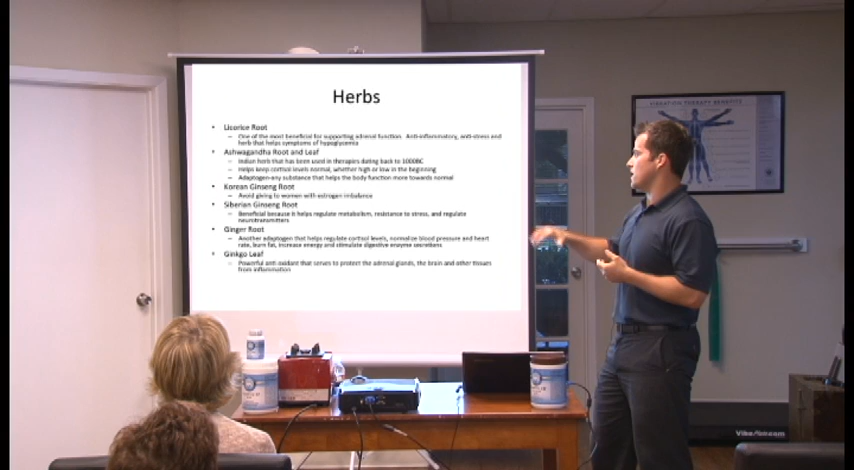 Herbs
• Licorice Root
– One of the most beneficial for supporting adrenal function. Anti-inflammatory, anti-stress and
herb that helps symptoms of hypoglycemia
• Ashwagandha Root and Leaf
– Indian herb that has been used in therapies dating back to 1000BC
– Helps keep cortisol levels normal, whether high or low in the beginning
– Adaptogen-any substance that helps the body function more towards normal
• Korean Ginseng Root
– Avoid giving to women with estrogen imbalance
• Siberian Ginseng Root
– Beneficial because it helps regulate metabolism, resistance to stress, and regulate
neurotransmitters
• Ginger Root
– Another adaptogen that helps regulate cortisol levels, normalize blood pressure and heart
rate, burn fat, increase energy and stimulate digestive enzyme secretions.
• Ginkgo Leaf
– Powerful anti oxidant that serves to protect the adrenal glands, the brain and other tissues
from inflammation
VIBRATION THERAPY BENEFITS